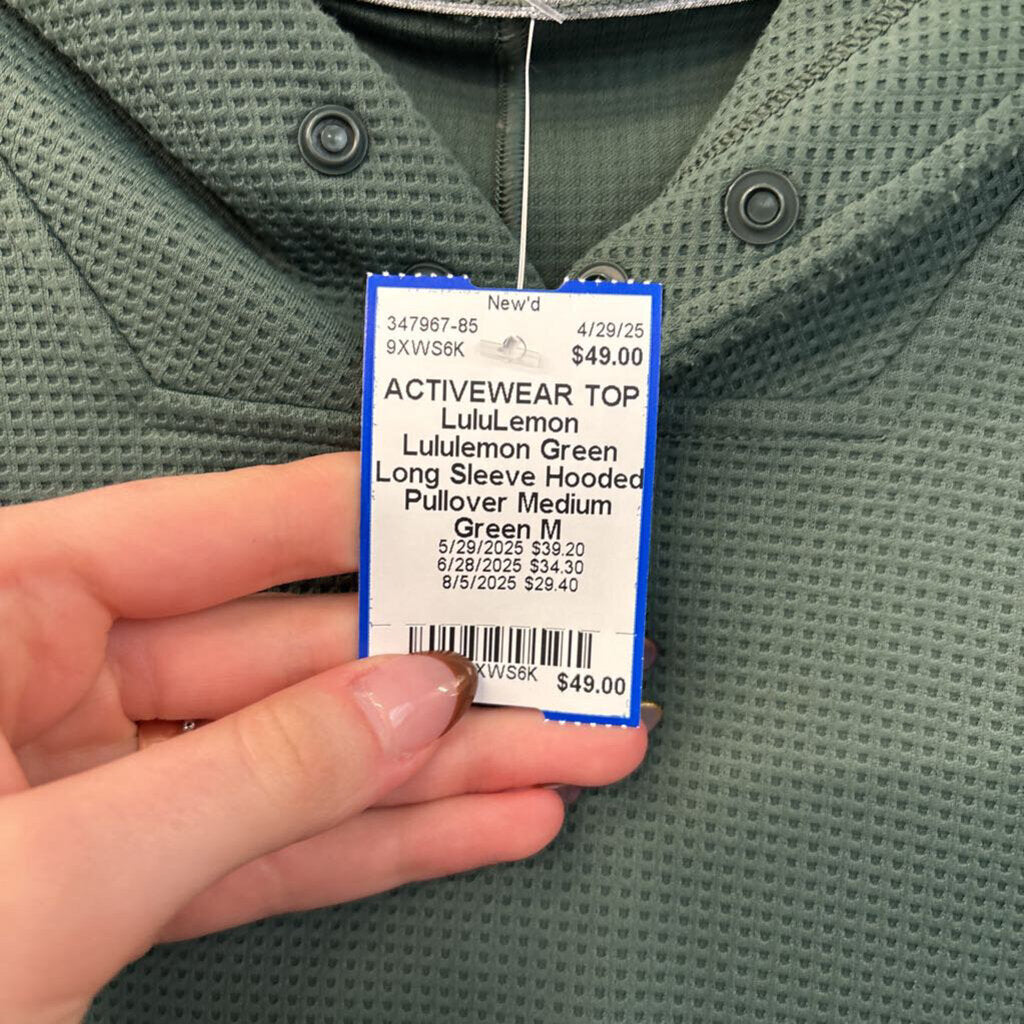 New'd
347967-85 4/29/25
9XWS6K $49.00
ACTIVEWEAR TOP
LuluLemon
Lululemon Green
Long Sleeve Hooded
Pullover Medium
Green M
5/29/2025 $39.20
6/28/2025 $34.30
8/5/2025 $29.40
XWS6K $49.00